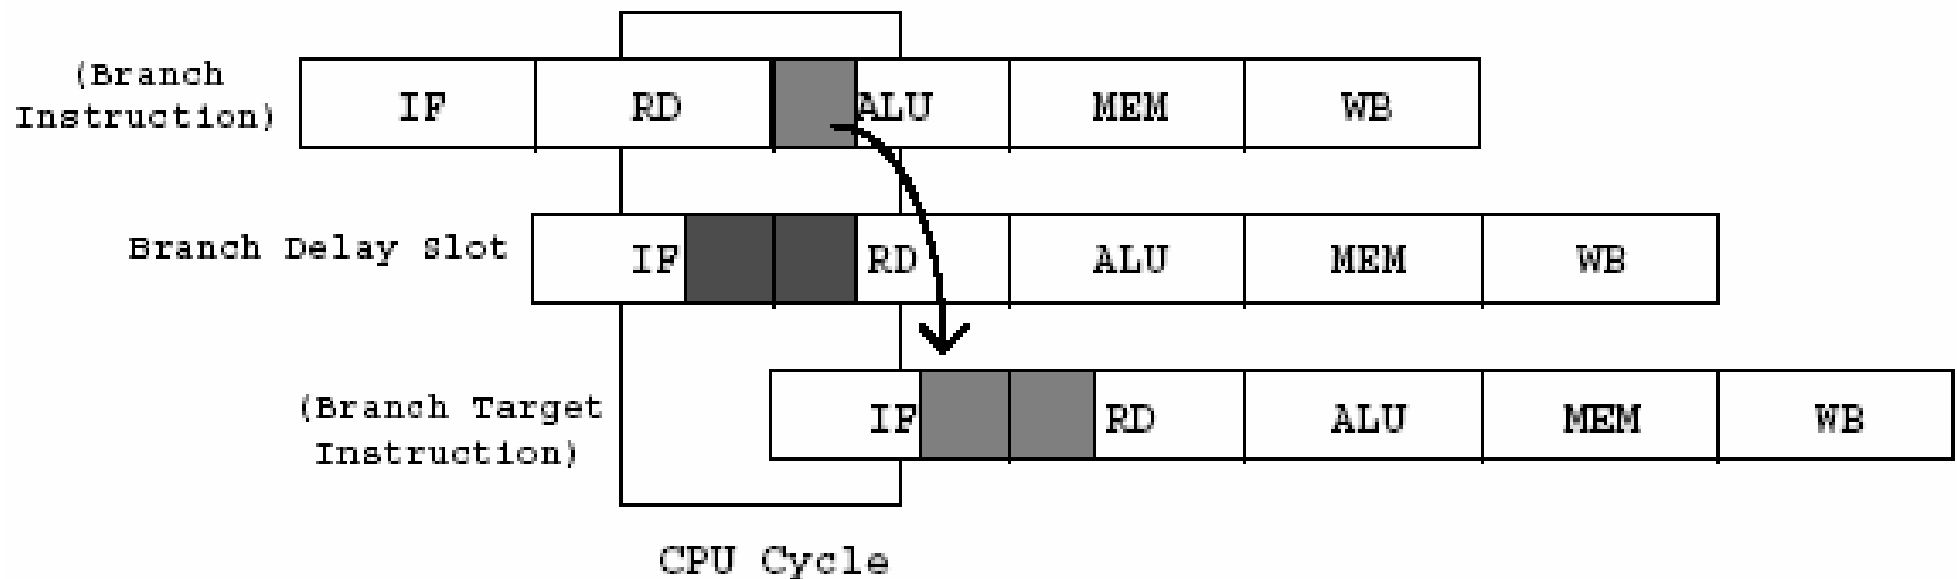 (Branch
Instruction)
IF RD ALU MEM WB
Branch Delay Slot
IF RD ALU MEM WB
(Branch Target
Instruction)
IF RD ALU MEM WB
CPU Cycle